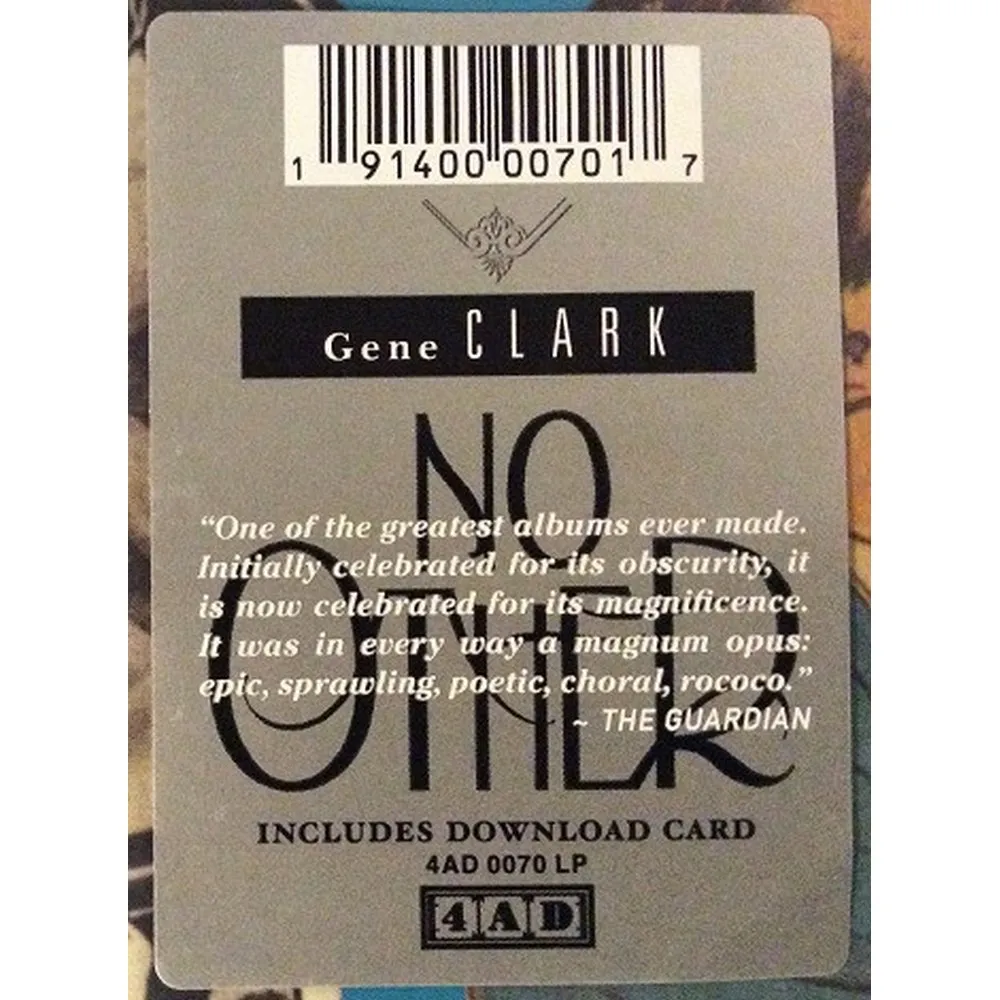 1 91400 00701 7
Gene CLARK
NO
OTHER
“One of the greatest albums ever made.
Initially celebrated for its obscurity, it
is now celebrated for its magnificence.
It was in every way a magnum opus:
epic, sprawling, poetic, choral, rococo.”
~ THE GUARDIAN
INCLUDES DOWNLOAD CARD
4AD 0070 LP
4AD